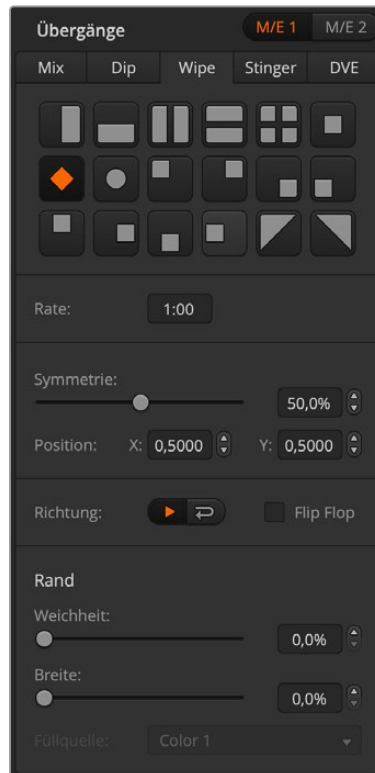 Übergänge M/E 1 M/E 2
Mix Dip Wipe Stinger DVE
Rate: 1:00
Symmetrie:
50,0%
Position: X: 0,5000 Y: 0,5000
Richtung: Flip Flop
Rand
Weichheit:
0,0%
Breite:
0,0%
Füllquelle: Color 1